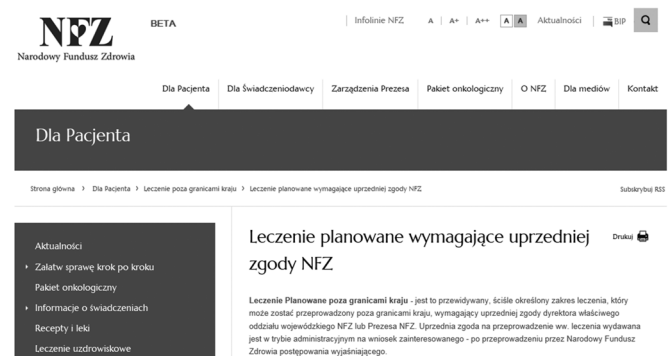 NFZ
Narodowy Fundusz Zdrowia
BETA
Infolinie NFZ A A+ A++ A A Aktualności BIP
Dla Pacjenta Dla Świadczeniodawcy Zarządzenia Prezesa Pakiet onkologiczny O NFZ Dla mediów Kontakt
Dla Pacjenta
Strona główna › Dla Pacjenta › Leczenie poza granicami kraju › Leczenie planowane wymagające uprzedniej zgody NFZ
Subskrybuj RSS
Aktualności
Załatw sprawę krok po kroku
Pakiet onkologiczny
Informacje o świadczeniach
Recepty i leki
Leczenie uzdrowiskowe
Leczenie planowane wymagające uprzedniej
zgody NFZ
Drukuj
Leczenie Planowane poza granicami kraju - jest to przewidywany, ściśle określony zakres leczenia, który
może zostać przeprowadzony poza granicami kraju, wymagający uprzedniej zgody dyrektora właściwego
oddziału wojewódzkiego NFZ lub Prezesa NFZ. Uprzednia zgoda na przeprowadzenie ww. leczenia wydawana
jest w trybie administracyjnym na wniosek zainteresowanego - po przeprowadzeniu przez Narodowy Fundusz
Zdrowia postępowania wyjaśniającego.